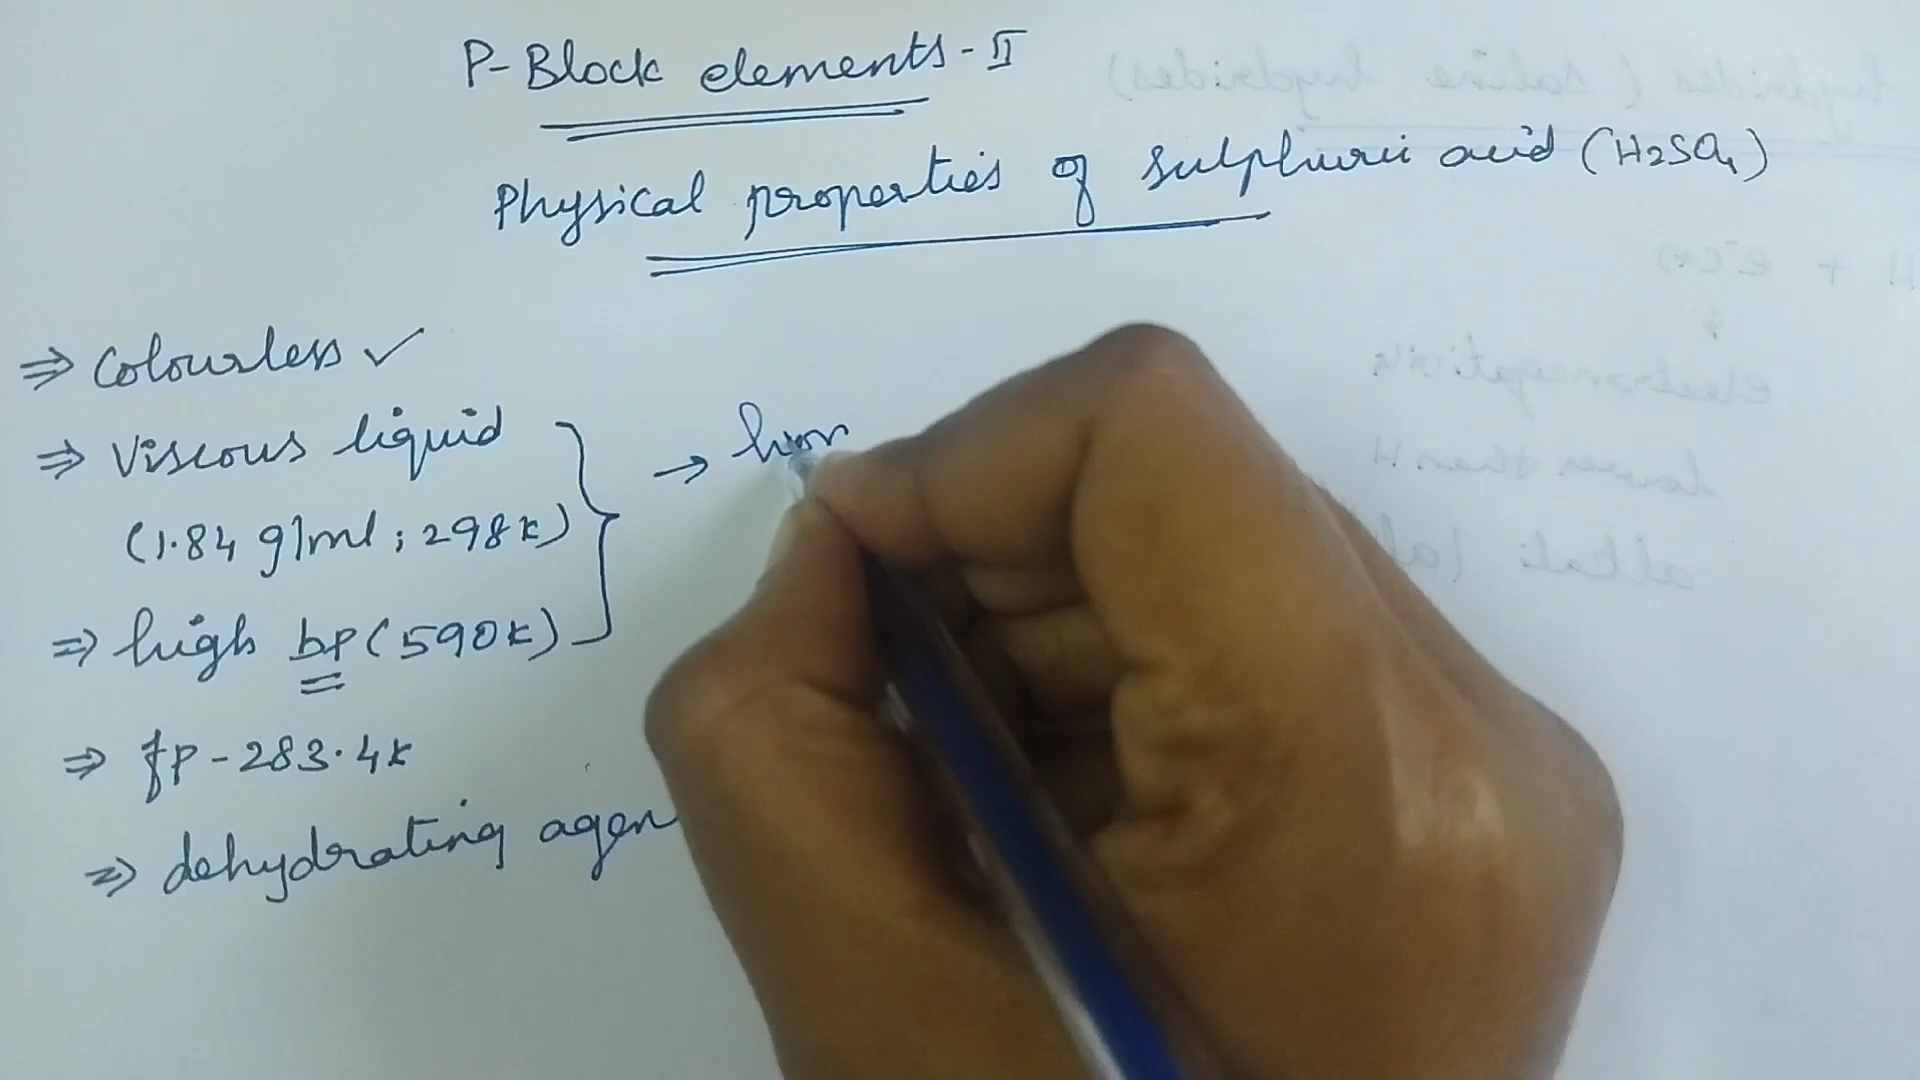 P-Block elements-II
Physical properties of sulphuric acid (H2SO4)
⇒ Colourless ✓
⇒ Viscous liquid
(1.84 g/ml; 298K)
⇒ high bp (590K)
⇒ fp - 283.4K
⇒ dehydrating agen